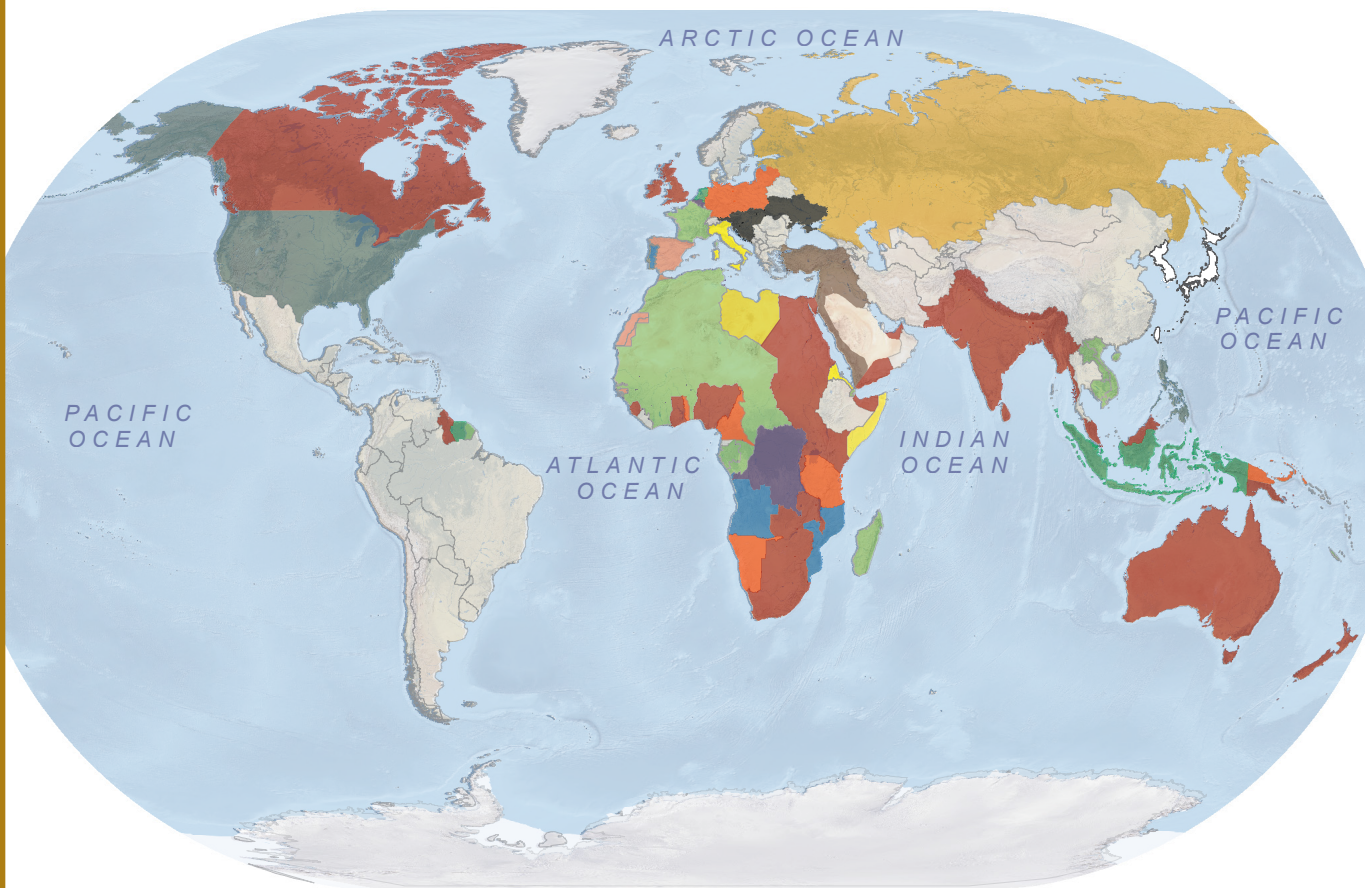 ARCTIC OCEAN
PACIFIC
OCEAN
PACIFIC
OCEAN
ATLANTIC
OCEAN
INDIAN
OCEAN